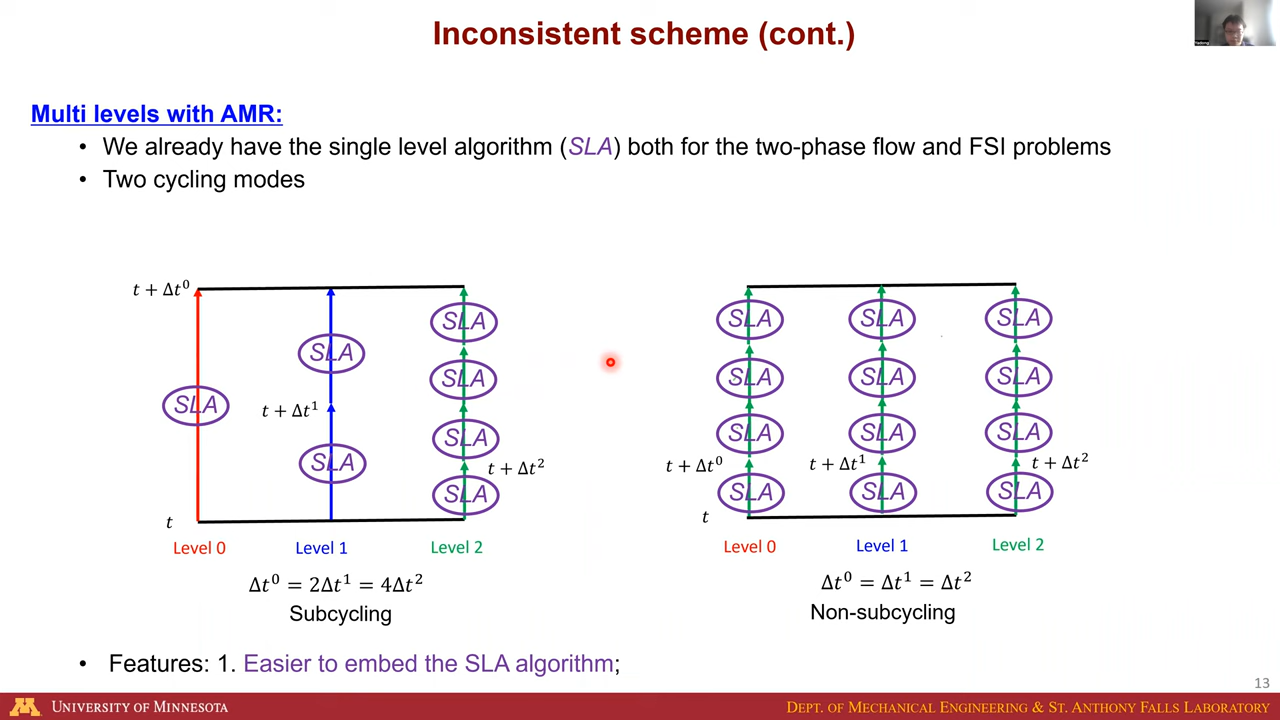 Inconsistent scheme (cont.)
Multi levels with AMR:
• We already have the single level algorithm (SLA) both for the two-phase flow and FSI problems
• Two cycling modes
t + Δt⁰
SLA
SLA
SLA
SLA
SLA
t + Δt¹
SLA
SLA
SLA
t + Δt²
t
Level 0 Level 1 Level 2
Δt⁰ = 2Δt¹ = 4Δt²
Subcycling
SLA SLA SLA
SLA SLA SLA
SLA SLA SLA
t + Δt⁰ t + Δt¹ t + Δt²
SLA SLA SLA
t
Level 0 Level 1 Level 2
Δt⁰ = Δt¹ = Δt²
Non-subcycling
• Features: 1. Easier to embed the SLA algorithm;
13
UNIVERSITY OF MINNESOTA
DEPT. OF MECHANICAL ENGINEERING & ST. ANTHONY FALLS LABORATORY